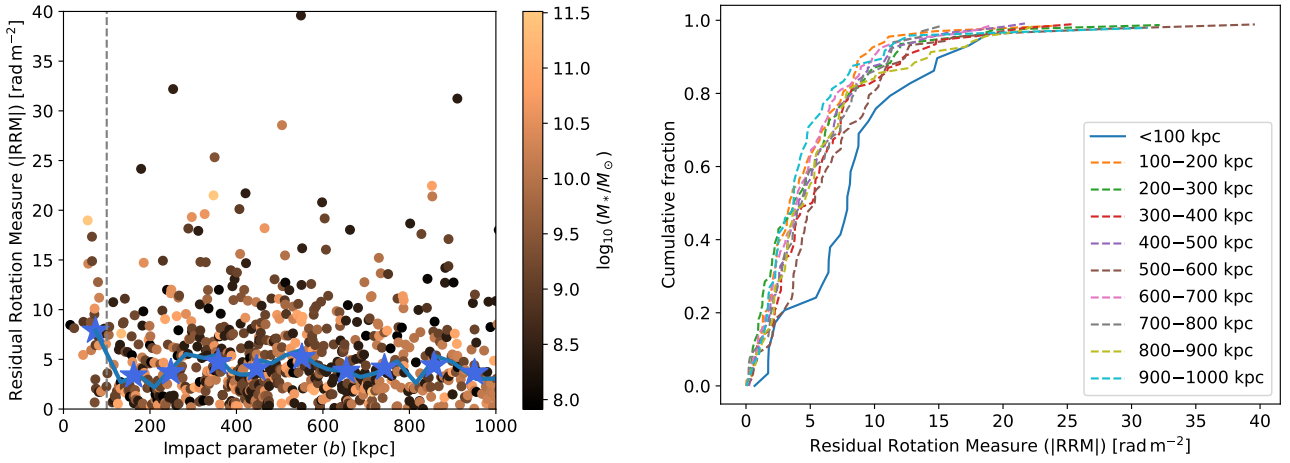 Residual Rotation Measure (|RRM|) [rad m⁻²]
40
35
30
25
20
15
10
5
0
0
200
400
600
800
1000
Impact parameter (b) [kpc]
11.5
11.0
10.5
10.0
9.5
9.0
8.5
8.0
log₁₀(M*/M⊙)
Cumulative fraction
1.0
0.8
0.6
0.4
0.2
0.0
0
5
10
15
20
25
30
35
40
Residual Rotation Measure (|RRM|) [rad m⁻²]
<100 kpc
100−200 kpc
200−300 kpc
300−400 kpc
400−500 kpc
500−600 kpc
600−700 kpc
700−800 kpc
800−900 kpc
900−1000 kpc